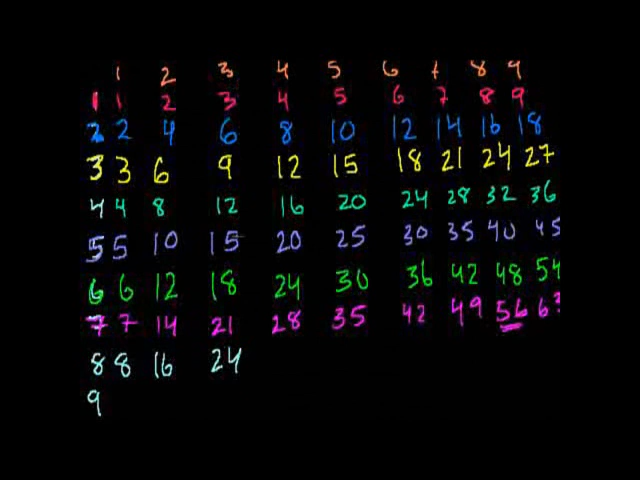 1 2 3 4 5 6 7 8 9
1 1 2 3 4 5 6 7 8 9
2 2 4 6 8 10 12 14 16 18
3 3 6 9 12 15 18 21 24 27
4 4 8 12 16 20 24 28 32 36
5 5 10 15 20 25 30 35 40 45
6 6 12 18 24 30 36 42 48 54
7 7 14 21 28 35 42 49 56 63
8 8 16 24
9